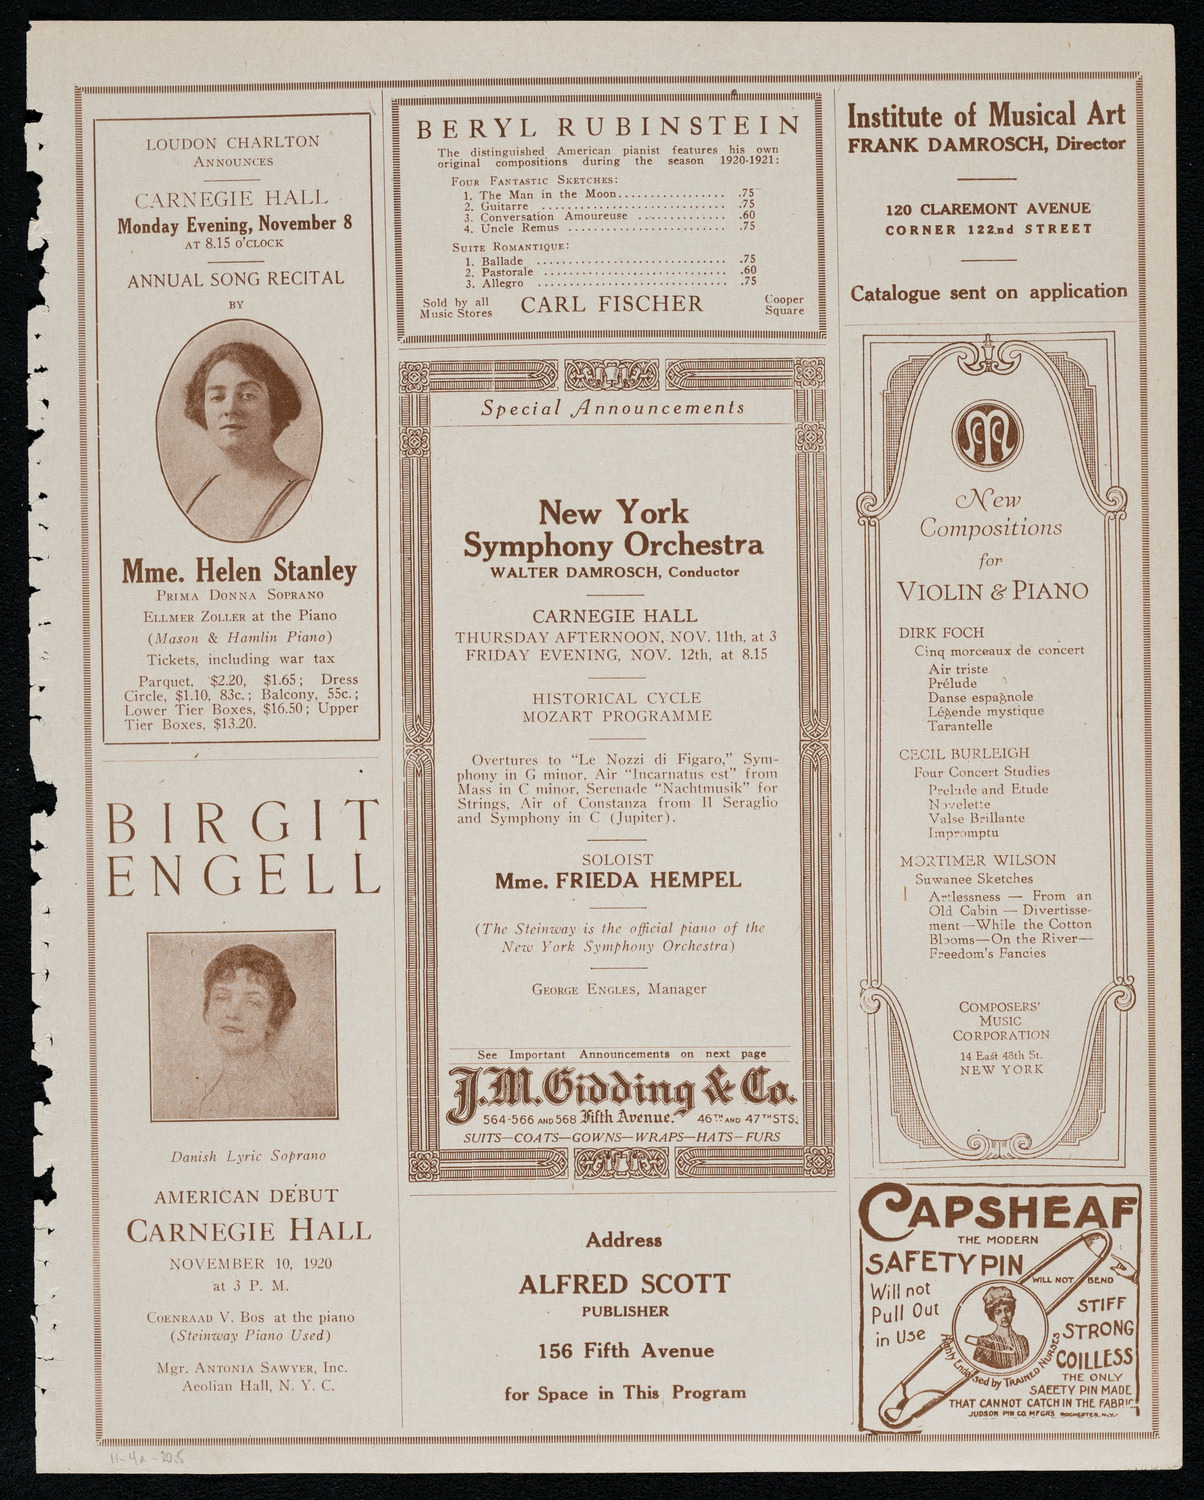 LOUDON CHARLTON
ANNOUNCES
CARNEGIE HALL
Monday Evening, November 8
AT 8.15 O'CLOCK
ANNUAL SONG RECITAL
BY
Mme. Helen Stanley
PRIMA DONNA SOPRANO
ELLMER ZOLLER at the Piano
(Mason & Hamlin Piano)
Tickets, including war tax
Parquet, $2.20, $1.65; Dress
Circle, $1.10, 83c.; Balcony, 55c.;
Lower Tier Boxes, $16.50; Upper
Tier Boxes, $13.20.
BIRGIT
ENGELL
Danish Lyric Soprano
AMERICAN DÉBUT
CARNEGIE HALL
NOVEMBER 10, 1920
at 3 P. M.
COENRAAD V. BOS at the piano
(Steinway Piano Used)
Mgr. ANTONIA SAWYER, INC.
Aeolian Hall, N. Y. C.
BERYL RUBINSTEIN
The distinguished American pianist features his own
original compositions during the season 1920-1921:
FOUR FANTASTIC SKETCHES:
1. The Man in the Moon................. .75
2. Guitarre ............................ .75
3. Conversation Amoureuse .............. .60
4. Uncle Remus ......................... .75
SUITE ROMANTIQUE:
1. Ballade ............................. .75
2. Pastorale ........................... .60
3. Allegro ............................. .75
Sold by all
Music Stores
CARL FISCHER
Cooper
Square
Special Announcements
New York
Symphony Orchestra
WALTER DAMROSCH, Conductor
CARNEGIE HALL
THURSDAY AFTERNOON, NOV. 11th, at 3
FRIDAY EVENING, NOV. 12th, at 8.15
HISTORICAL CYCLE
MOZART PROGRAMME
Overtures to "Le Nozzi di Figaro," Sym-
phony in G minor, Air "Incarnatus est" from
Mass in C minor, Serenade "Nachtmusik" for
Strings, Air of Constanza from Il Seraglio
and Symphony in C (Jupiter).
SOLOIST
Mme. FRIEDA HEMPEL
(The Steinway is the official piano of the
New York Symphony Orchestra)
GEORGE ENGLES, Manager
See Important Announcements on next page
J.M. Gidding & Co.
564-566 AND 568 Fifth Avenue. 46TH AND 47TH STS.
SUITS—COATS—GOWNS—WRAPS—HATS—FURS
Address
ALFRED SCOTT
PUBLISHER
156 Fifth Avenue
for Space in This Program
Institute of Musical Art
FRANK DAMROSCH, Director
120 CLAREMONT AVENUE
CORNER 122nd STREET
Catalogue sent on application
New
Compositions
for
VIOLIN & PIANO
DIRK FOCH
Cinq morceaux de concert
Air triste
Prélude
Danse espagnole
Légende mystique
Tarantelle
CECIL BURLEIGH
Four Concert Studies
Prelude and Etude
Novelette
Valse Brillante
Impromptu
MORTIMER WILSON
Suwanee Sketches
Artlessness — From an
Old Cabin — Divertisse-
ment—While the Cotton
Blooms—On the River—
Freedom's Fancies
COMPOSERS'
MUSIC
CORPORATION
14 East 48th St.
NEW YORK
CAPSHEAF
THE MODERN
SAFETY PIN
WILL NOT BEND
Will not
Pull Out
in Use
STIFF
STRONG
COILLESS
Highly Endorsed by TRAINED NURSES
THE ONLY
SAFETY PIN MADE
THAT CANNOT CATCH IN THE FABRIC
JUDSON PIN CO. MFGRS. ROCHESTER, N.Y.
11-4a-20.5